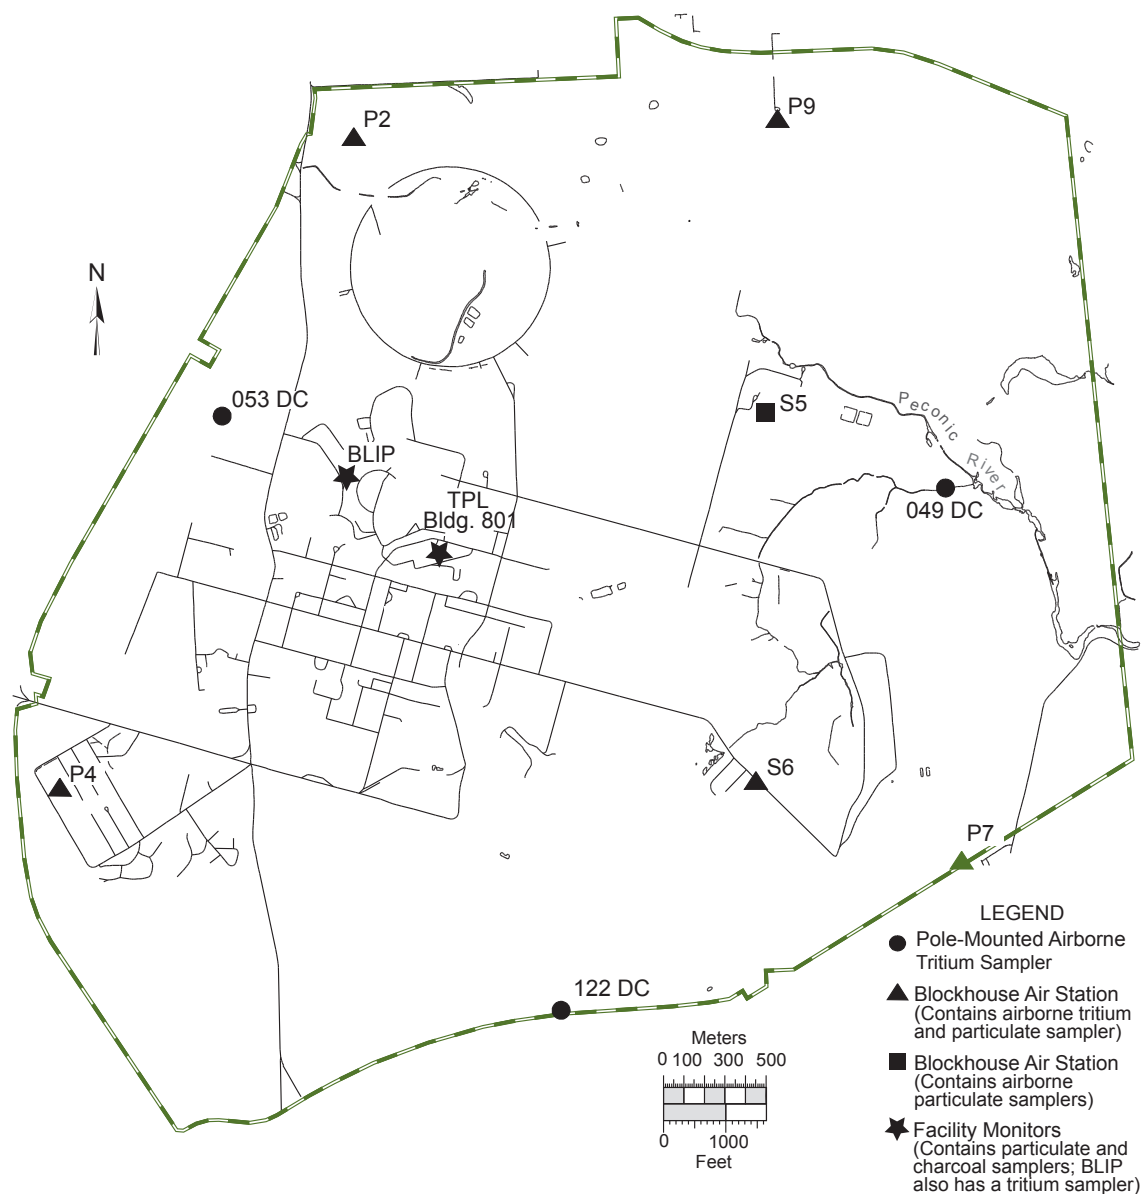 P2
P9
N
053 DC
S5
Peconic
River
BLIP
TPL
Bldg. 801
049 DC
P4
S6
P7
122 DC
LEGEND
Pole-Mounted Airborne
Tritium Sampler
Blockhouse Air Station
(Contains airborne tritium
and particulate sampler)
Blockhouse Air Station
(Contains airborne
particulate samplers)
Facility Monitors
(Contains particulate and
charcoal samplers; BLIP
also has a tritium sampler)
Meters
0 100 300 500
0 1000
Feet